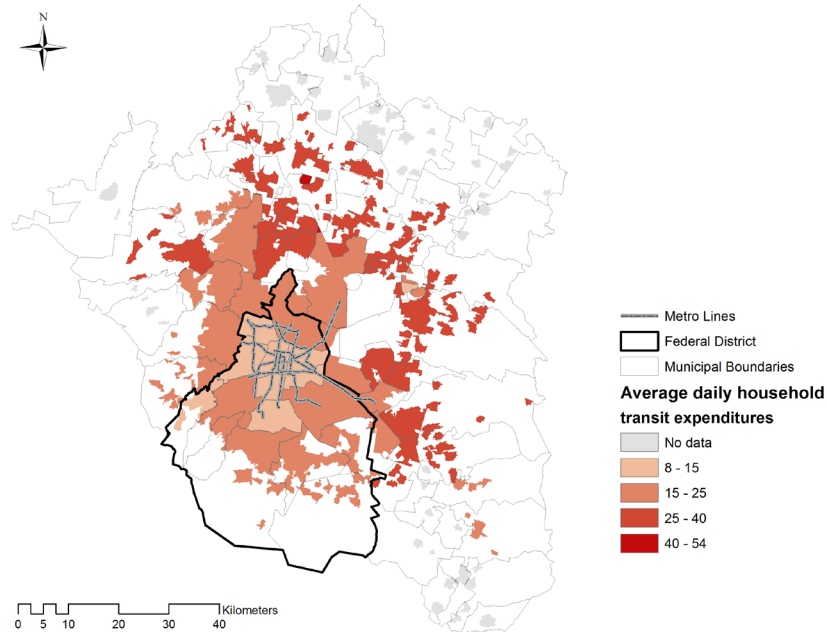 N
Metro Lines
Federal District
Municipal Boundaries
Average daily household
transit expenditures
No data
8 - 15
15 - 25
25 - 40
40 - 54
Kilometers
0 5 10 20 30 40